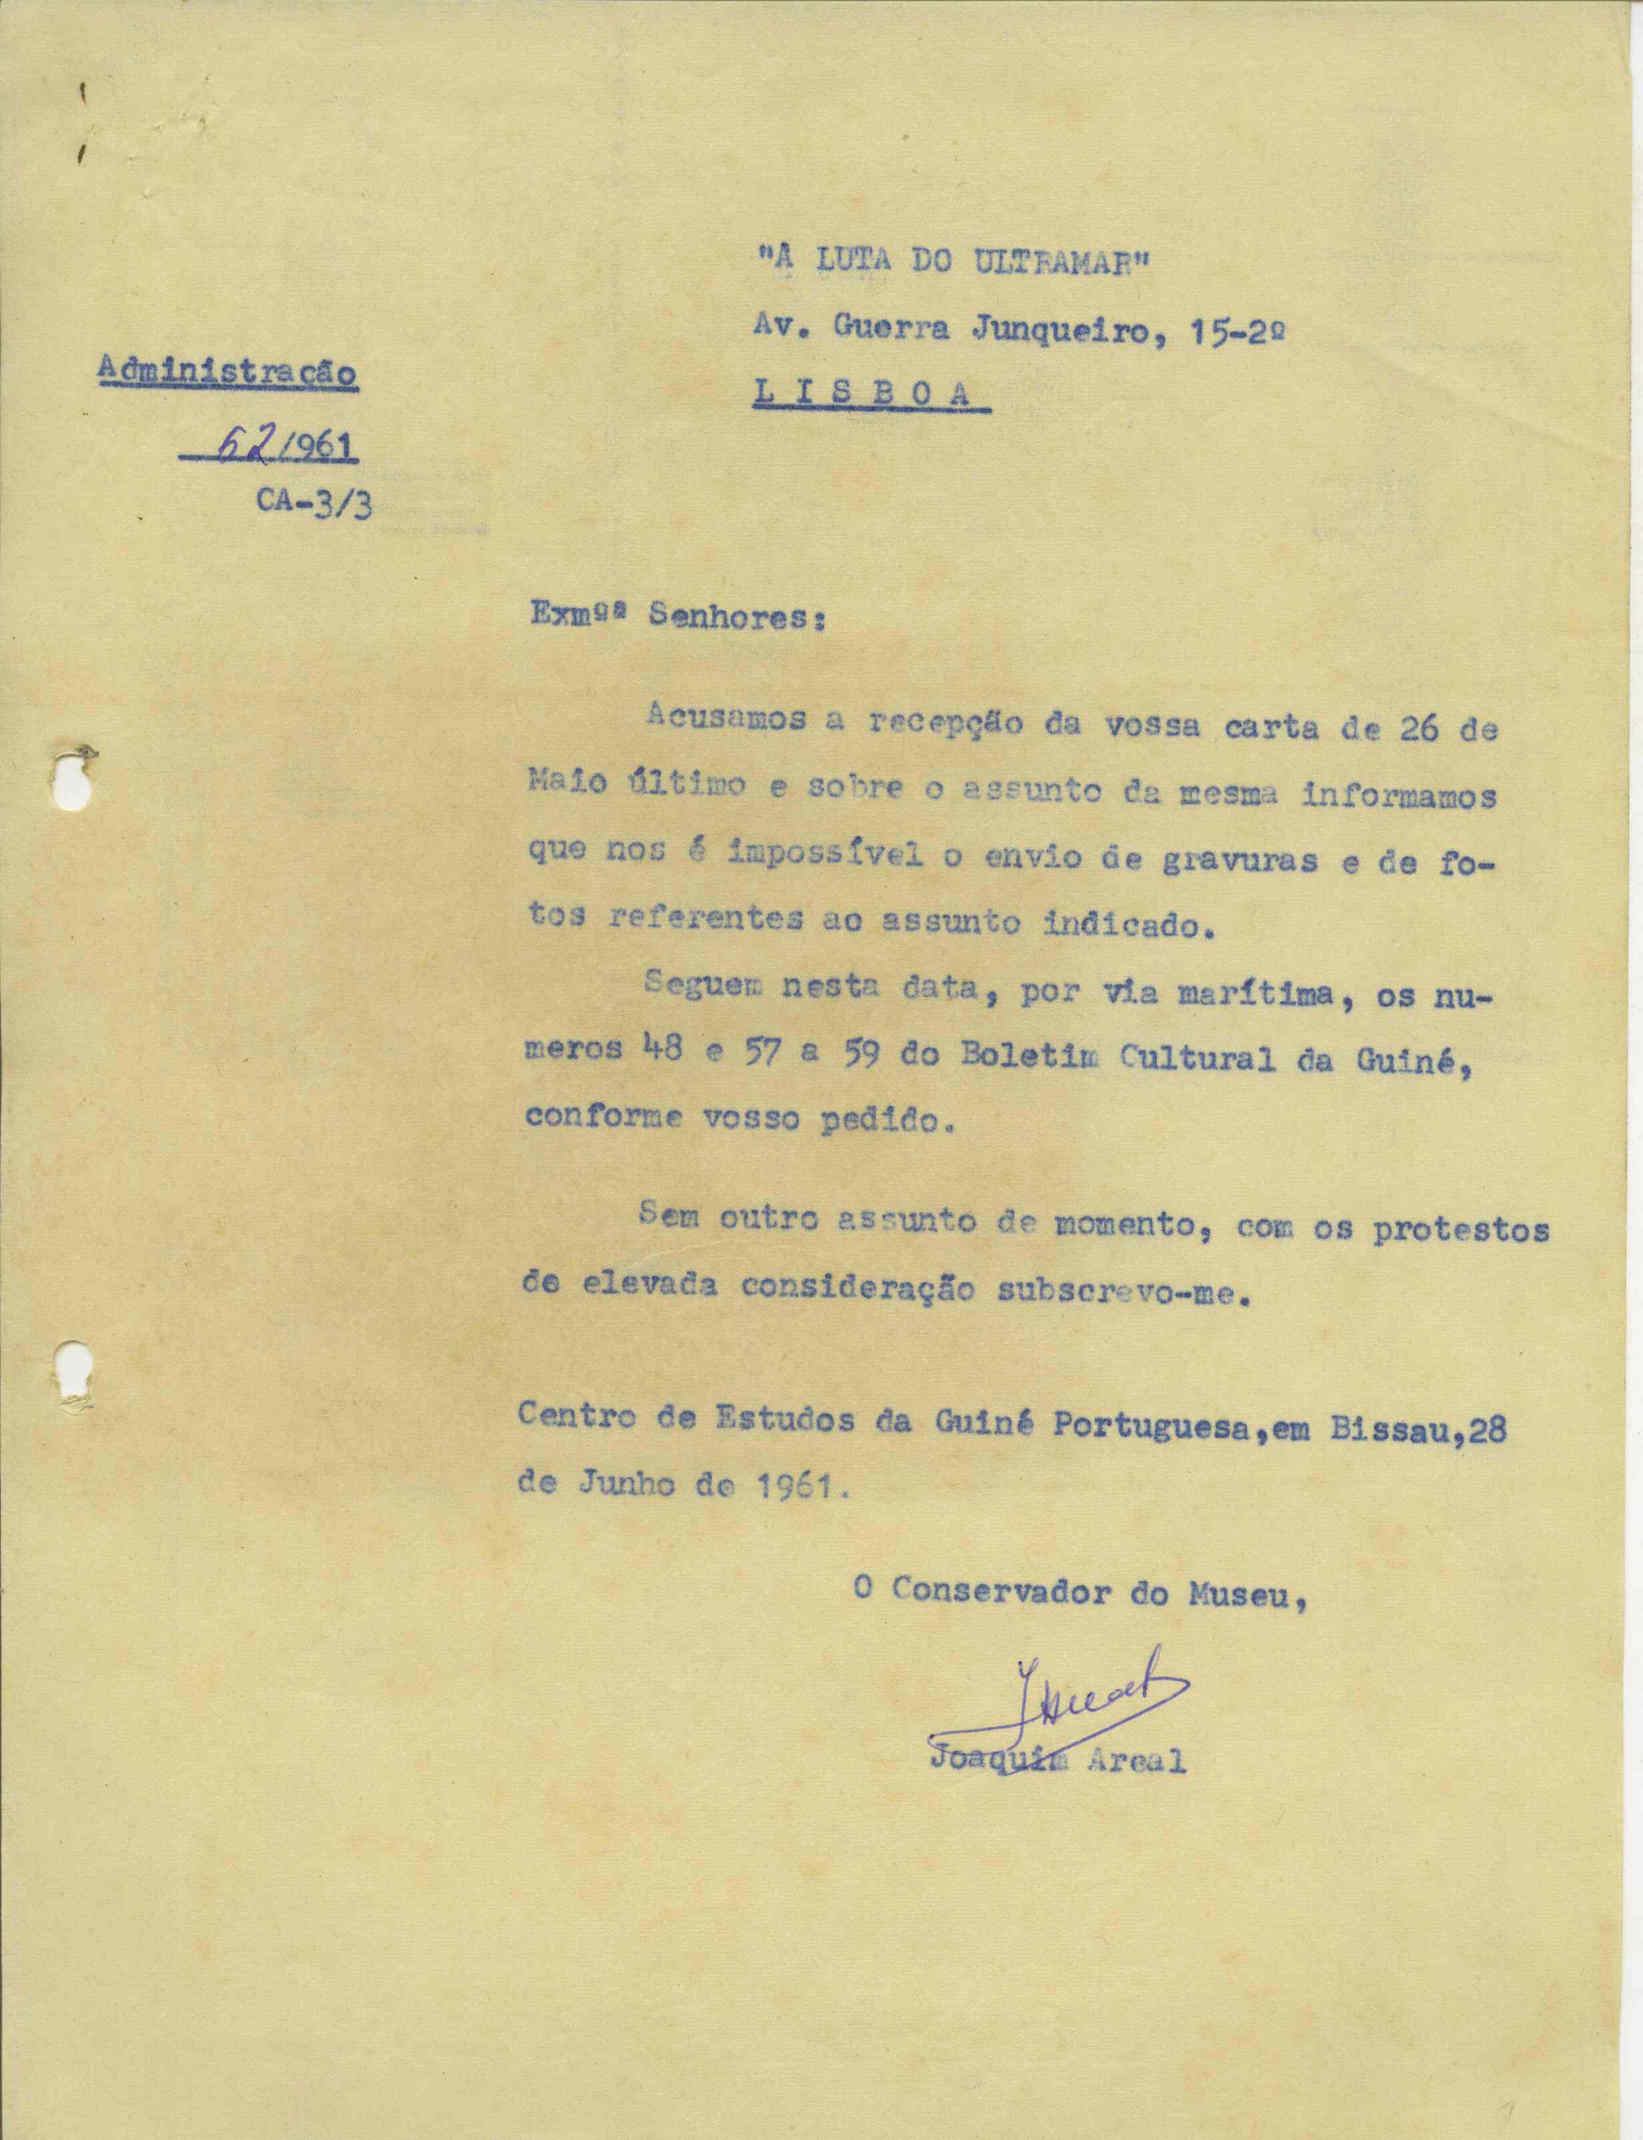 "A LUTA DO ULTRAMAR"
Av. Guerra Junqueiro, 15-2º
LISBOA
Administração
62/961
CA-3/3
Exmºª Senhores:
Acusamos a recepção da vossa carta de 26 de
Maio último e sobre o assunto da mesma informamos
que nos é impossível o envio de gravuras e de fo-
tos referentes ao assunto indicado.
Seguem nesta data, por via marítima, os nu-
meros 48 e 57 a 59 do Boletim Cultural da Guiné,
conforme vosso pedido.
Sem outro assunto de momento, com os protestos
de elevada consideração subscrevo-me.
Centro de Estudos da Guiné Portuguesa,em Bissau,28
de Junho de 1961.
O Conservador do Museu,
JAreal
Joaquim Areal